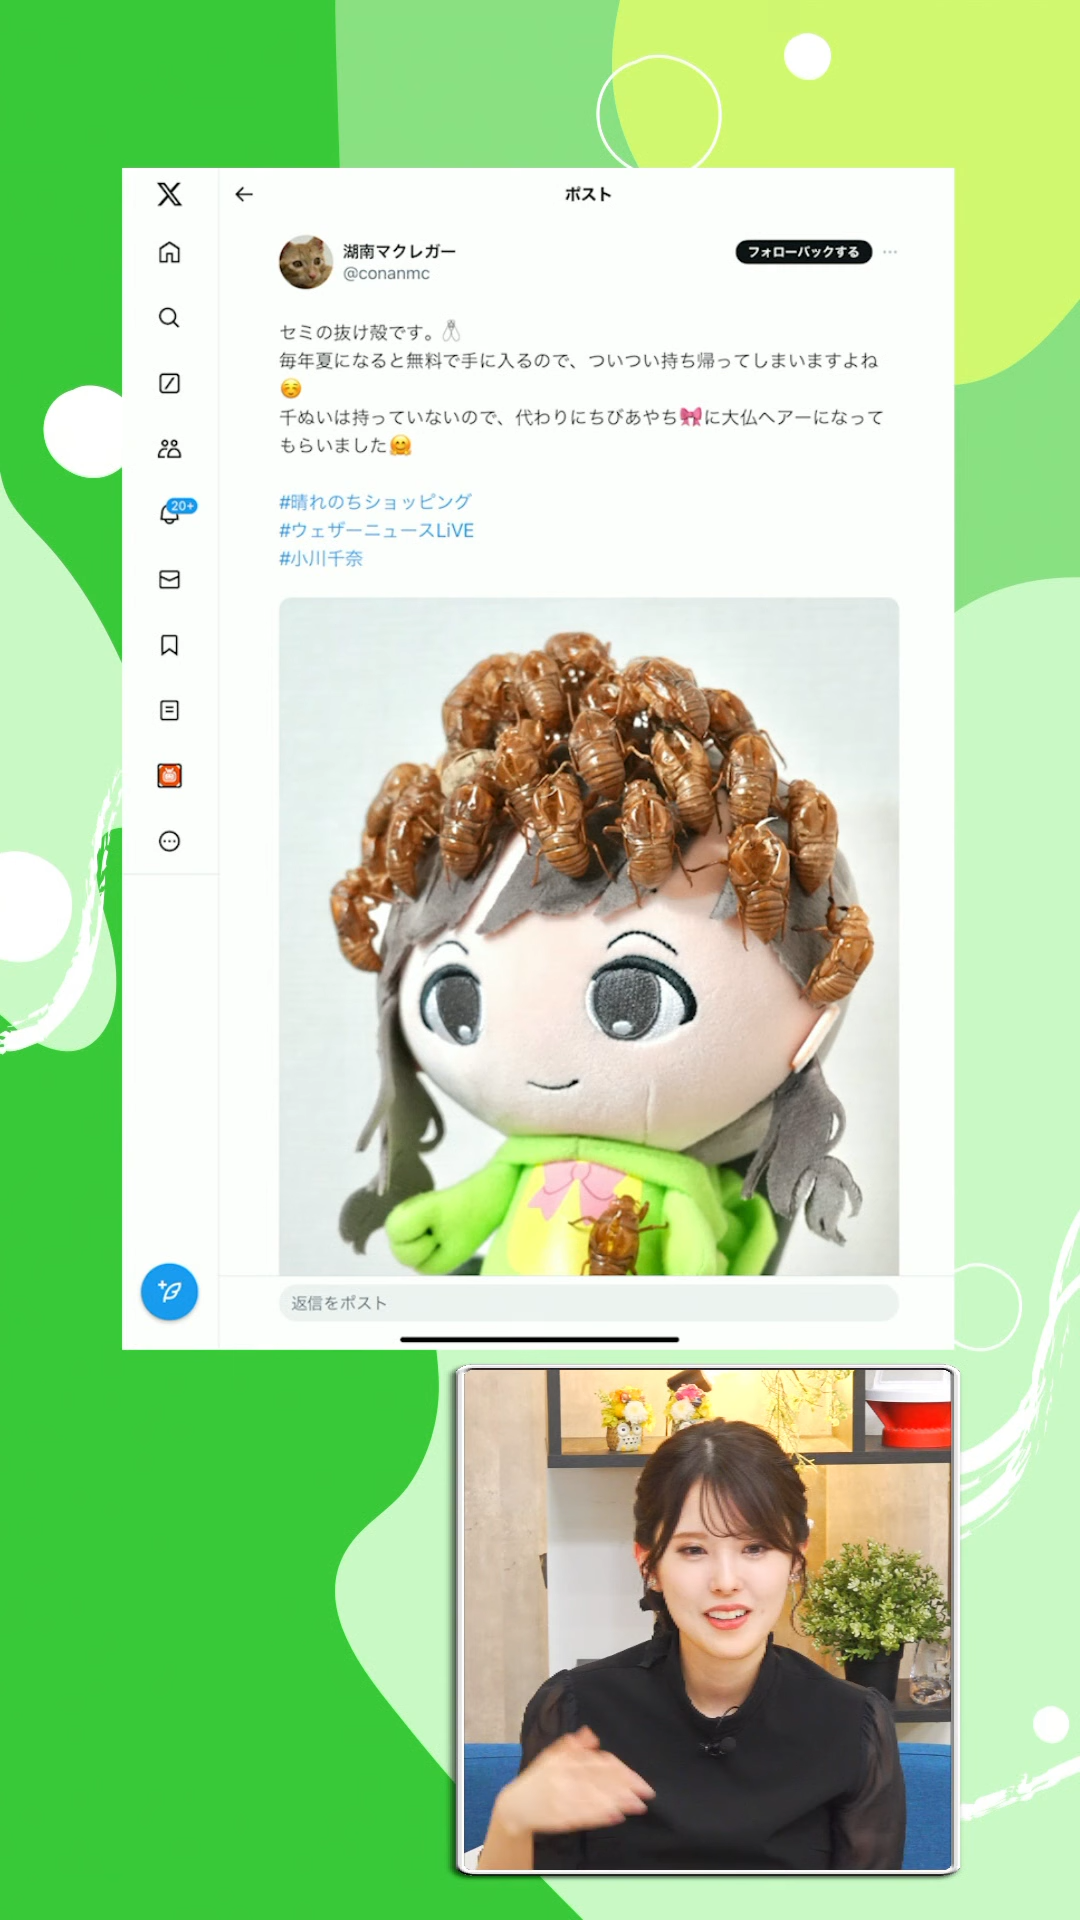 ポスト
湖南マクレガー
@conanmc
フォローバックする
セミの抜け殻です。
毎年夏になると無料で手に入るので、ついつい持ち帰ってしまいますよね
☺️
千ぬいは持っていないので、代わりにちびあやち🎀に大仏ヘアーになって
もらいました🤗
#晴れのちショッピング
#ウェザーニュースLiVE
#小川千奈
20+
返信をポスト